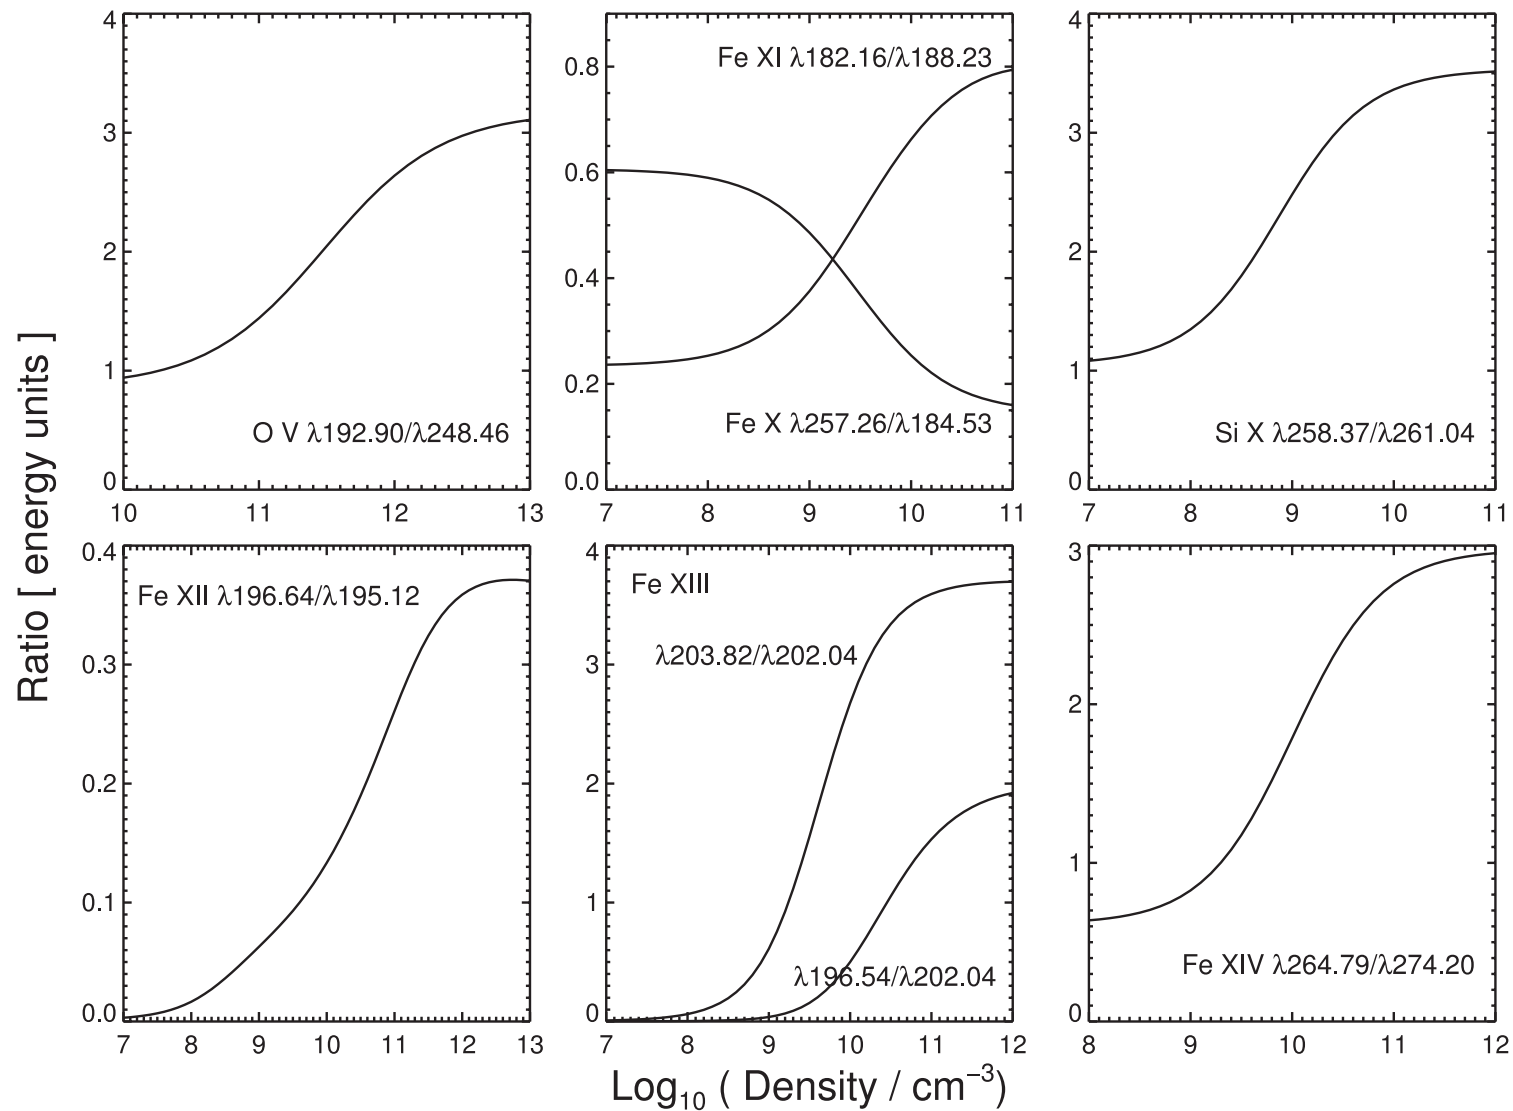 4
3
2
1
0
10 11 12 13
O V λ192.90/λ248.46
0.8
0.6
0.4
0.2
0.0
7 8 9 10 11
Fe XI λ182.16/λ188.23
Fe X λ257.26/λ184.53
4
3
2
1
0
7 8 9 10 11
Si X λ258.37/λ261.04
Ratio [ energy units ]
0.4
0.3
0.2
0.1
0.0
7 8 9 10 11 12 13
Fe XII λ196.64/λ195.12
4
3
2
1
0
7 8 9 10 11 12
Fe XIII
λ203.82/λ202.04
λ196.54/λ202.04
3
2
1
0
8 9 10 11 12
Fe XIV λ264.79/λ274.20
Log₁₀ ( Density / cm⁻³)